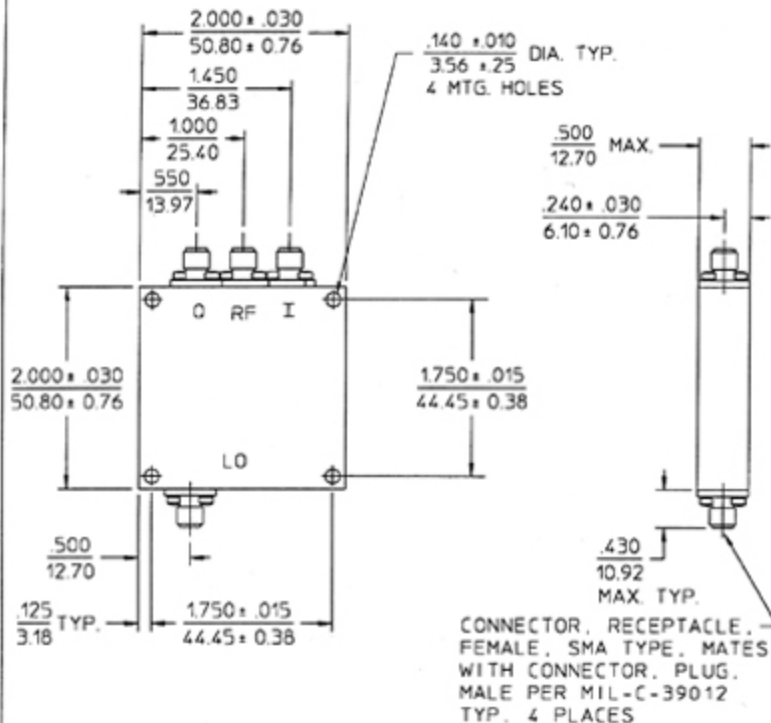 2.000 ± .030
50.80 ± 0.76
1.450
36.83
1.000
25.40
.550
13.97
.140 ±.010
3.56 ±.25
DIA. TYP.
4 MTG. HOLES
.500
12.70
MAX.
.240 ± .030
6.10 ± 0.76
Q RF I
2.000 ± .030
50.80 ± 0.76
1.750 ± .015
44.45 ± 0.38
LO
.500
12.70
.125
3.18
TYP.
1.750 ± .015
44.45 ± 0.38
.430
10.92
MAX. TYP.
CONNECTOR, RECEPTACLE,
FEMALE, SMA TYPE, MATES
WITH CONNECTOR, PLUG,
MALE PER MIL-C-39012
TYP. 4 PLACES